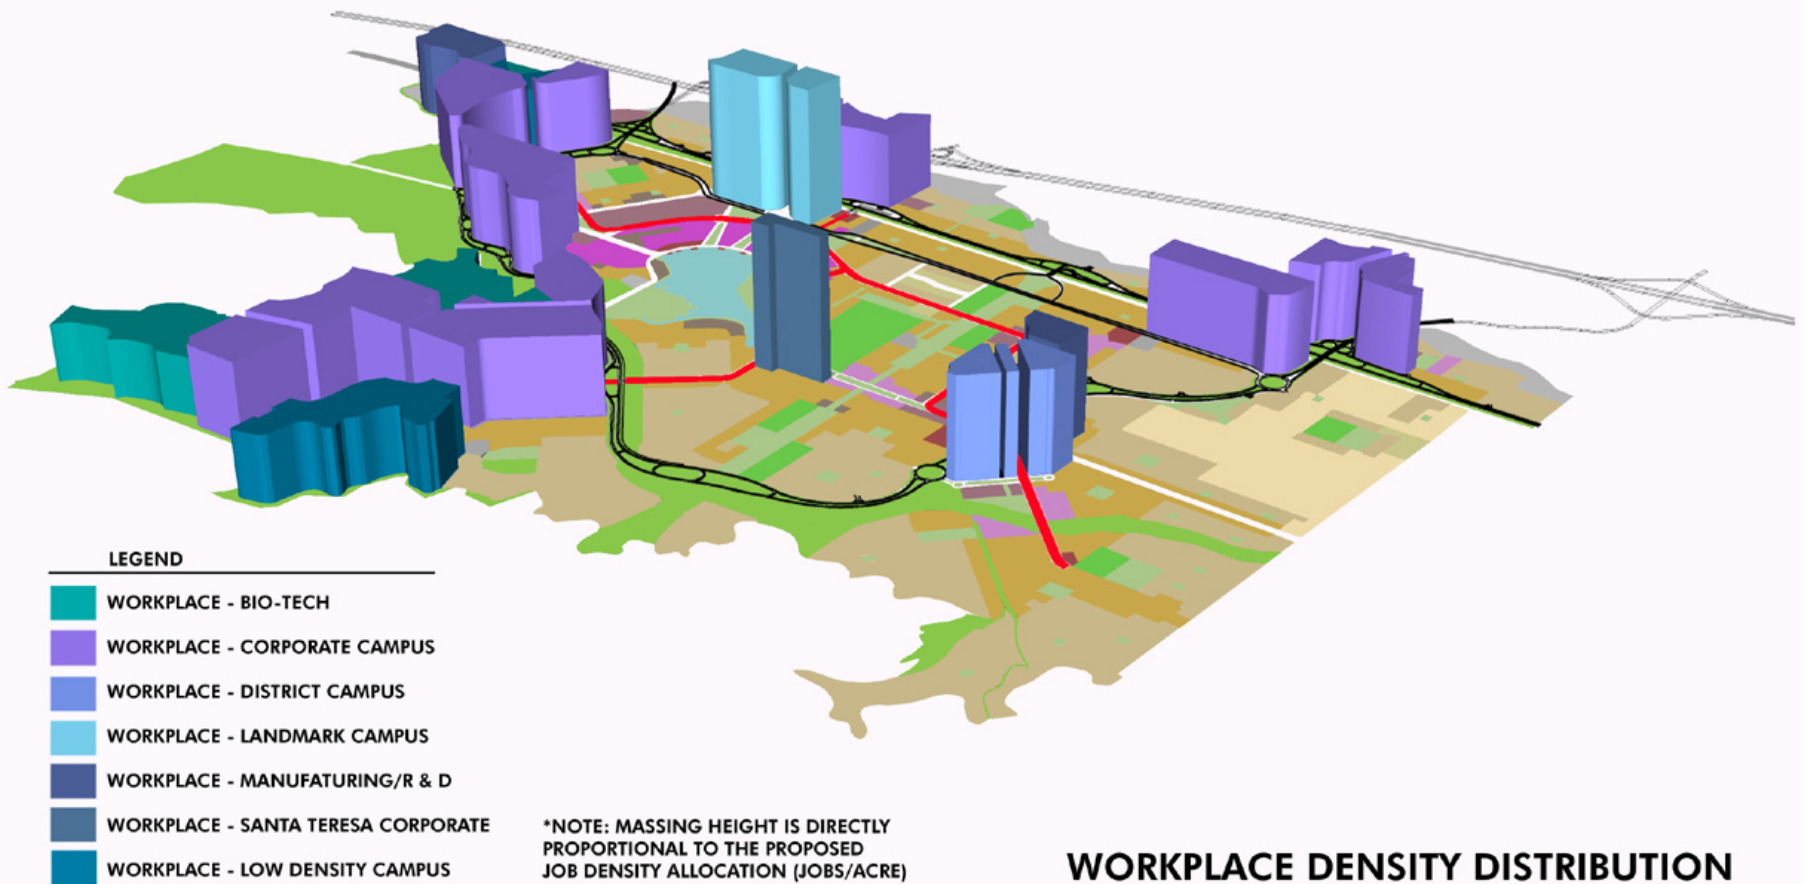 LEGEND
WORKPLACE - BIO-TECH
WORKPLACE - CORPORATE CAMPUS
WORKPLACE - DISTRICT CAMPUS
WORKPLACE - LANDMARK CAMPUS
WORKPLACE - MANUFATURING/R & D
WORKPLACE - SANTA TERESA CORPORATE
WORKPLACE - LOW DENSITY CAMPUS
*NOTE: MASSING HEIGHT IS DIRECTLY
PROPORTIONAL TO THE PROPOSED
JOB DENSITY ALLOCATION (JOBS/ACRE)
WORKPLACE DENSITY DISTRIBUTION